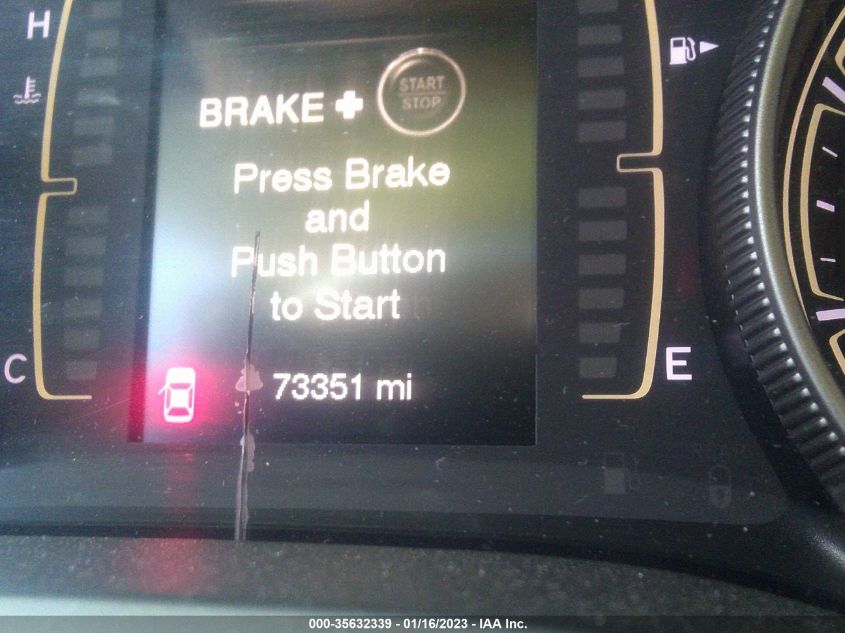 H
BRAKE +
START
STOP
Press Brake
and
Push Button
to Start
C
E
73351 mi
000-35632339 - 01/16/2023 - IAA Inc.